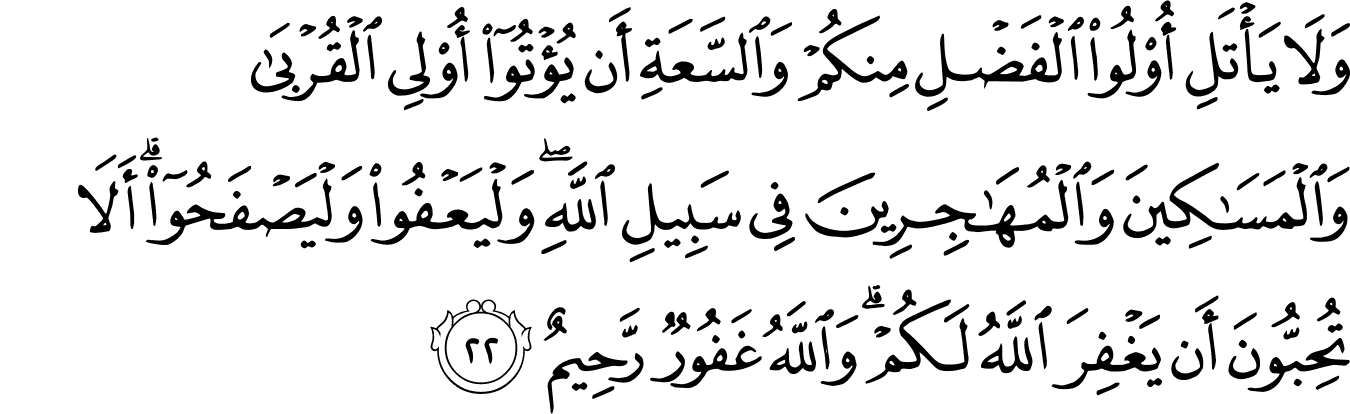 وَلَا يَأْتَلِ أُو۟لُوا۟ ٱلْفَضْلِ مِنكُمْ وَٱلسَّعَةِ أَن يُؤْتُوٓا۟ أُو۟لِى ٱلْقُرْبَىٰ
وَٱلْمَسَـٰكِينَ وَٱلْمُهَـٰجِرِينَ فِى سَبِيلِ ٱللَّهِ ۖ وَلْيَعْفُوا۟ وَلْيَصْفَحُوٓا۟ ۗ أَلَا
تُحِبُّونَ أَن يَغْفِرَ ٱللَّهُ لَكُمْ ۗ وَٱللَّهُ غَفُورٌ رَّحِيمٌ ٢٢